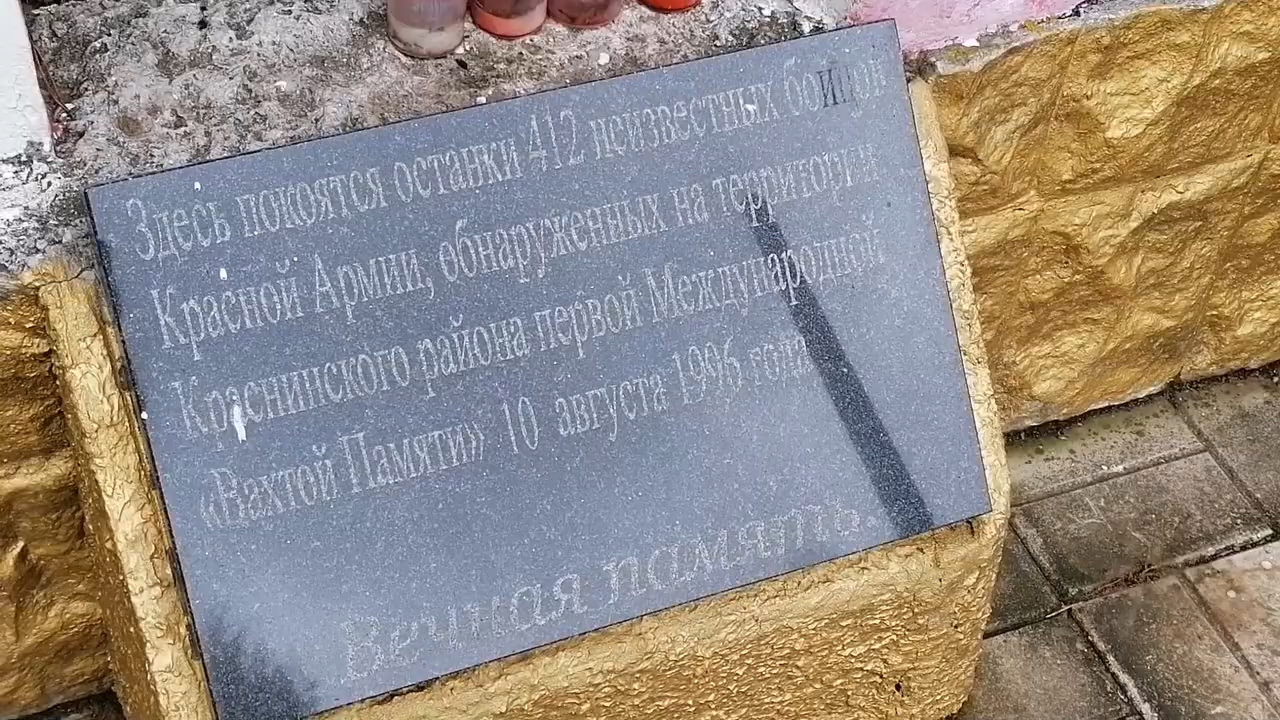 Здесь покоятся останки 412 неизвестных бойцов
Красной Армии, обнаруженных на территории
Краснинского района первой Международной
«Вахтой Памяти» 10 августа 1996 года
Вечная память.